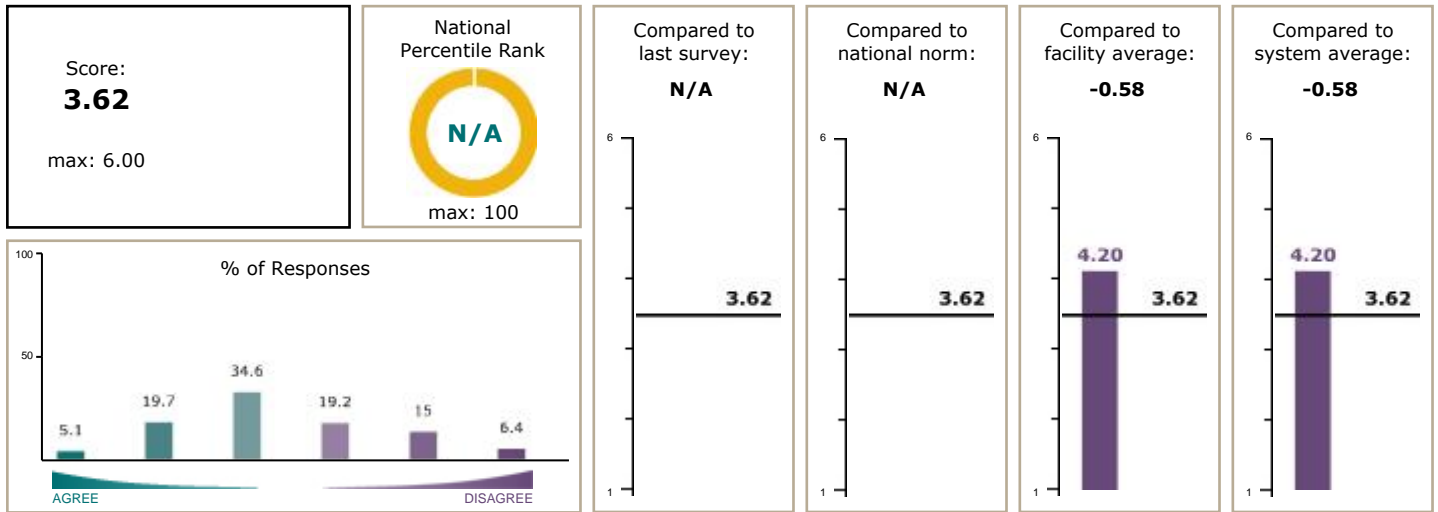 Score:
3.62
max: 6.00
National
Percentile Rank
N/A
max: 100
% of Responses
100
50
5.1
19.7
34.6
19.2
15
6.4
AGREE
DISAGREE
Compared to
last survey:
N/A
6
3.62
1
Compared to
national norm:
N/A
6
3.62
1
Compared to
facility average:
-0.58
6
4.20
3.62
1
Compared to
system average:
-0.58
6
4.20
3.62
1